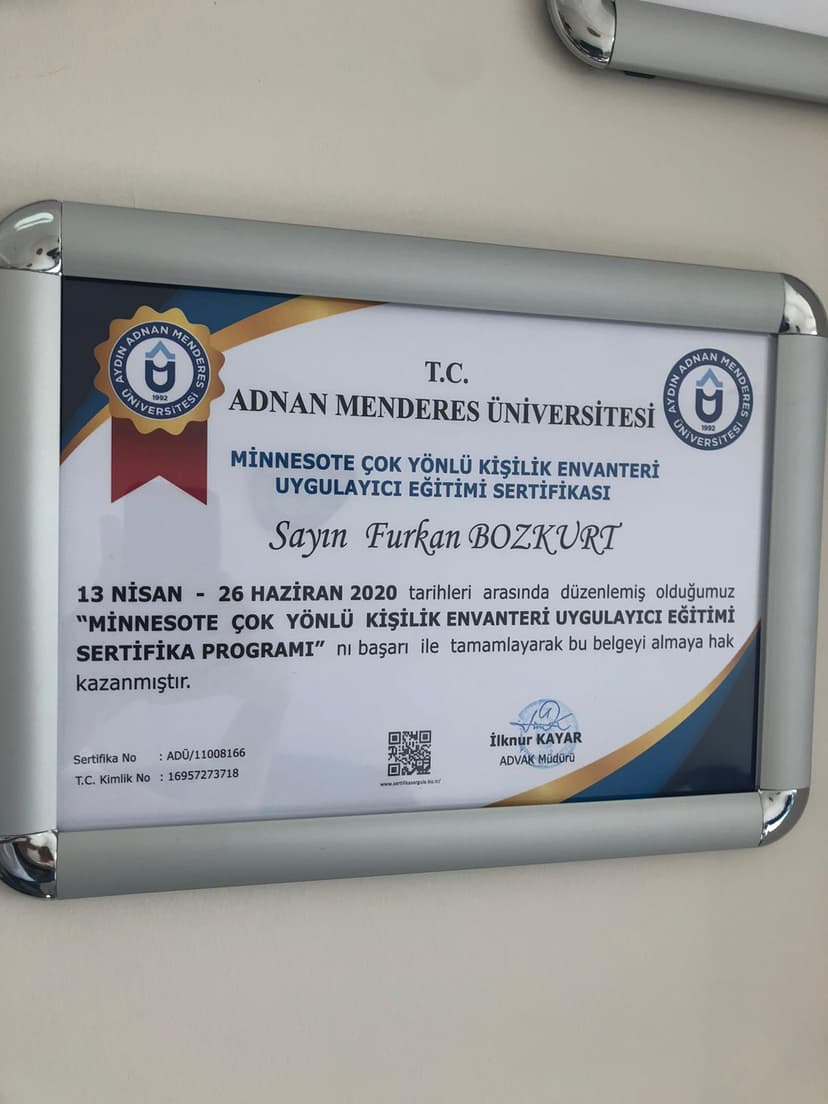 AYDIN ADNAN MENDERES ÜNİVERSİTESİ
1992
T.C.
ADNAN MENDERES ÜNİVERSİTESİ
AYDIN ADNAN MENDERES ÜNİVERSİTESİ
1992
MİNNESOTE ÇOK YÖNLÜ KİŞİLİK ENVANTERİ
UYGULAYICI EĞİTİMİ SERTİFİKASI
Sayın Furkan BOZKURT
13 NİSAN - 26 HAZİRAN 2020 tarihleri arasında düzenlemiş olduğumuz
“MİNNESOTE ÇOK YÖNLÜ KİŞİLİK ENVANTERİ UYGULAYICI EĞİTİMİ
SERTİFİKA PROGRAMI” nı başarı ile tamamlayarak bu belgeyi almaya hak
kazanmıştır.
Sertifika No : ADÜ/11008166
T.C. Kimlik No : 16957273718
İlknur KAYAR
ADVAK Müdürü